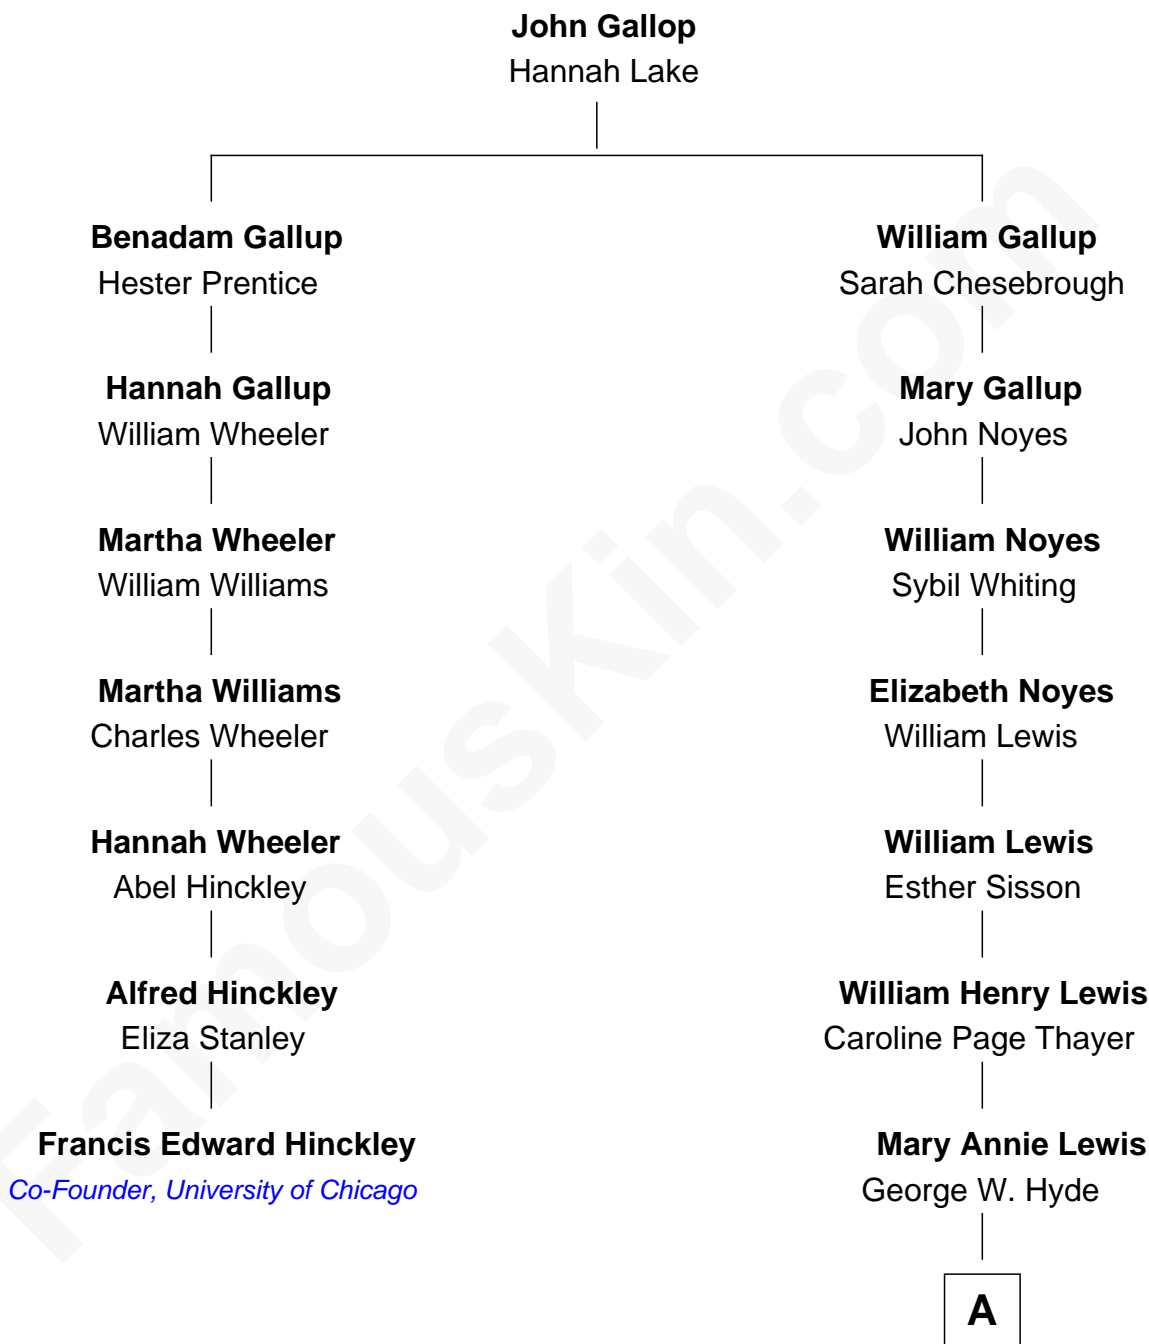 John Gallop
Hannah Lake
Benadam Gallup
Hester Prentice
William Gallup
Sarah Chesebrough
Hannah Gallup
William Wheeler
Mary Gallup
John Noyes
Martha Wheeler
William Williams
William Noyes
Sybil Whiting
Martha Williams
Charles Wheeler
Elizabeth Noyes
William Lewis
Hannah Wheeler
Abel Hinckley
William Lewis
Esther Sisson
Alfred Hinckley
Eliza Stanley
William Henry Lewis
Caroline Page Thayer
Francis Edward Hinckley
Co-Founder, University of Chicago
Mary Annie Lewis
George W. Hyde
A
FamousKin.com